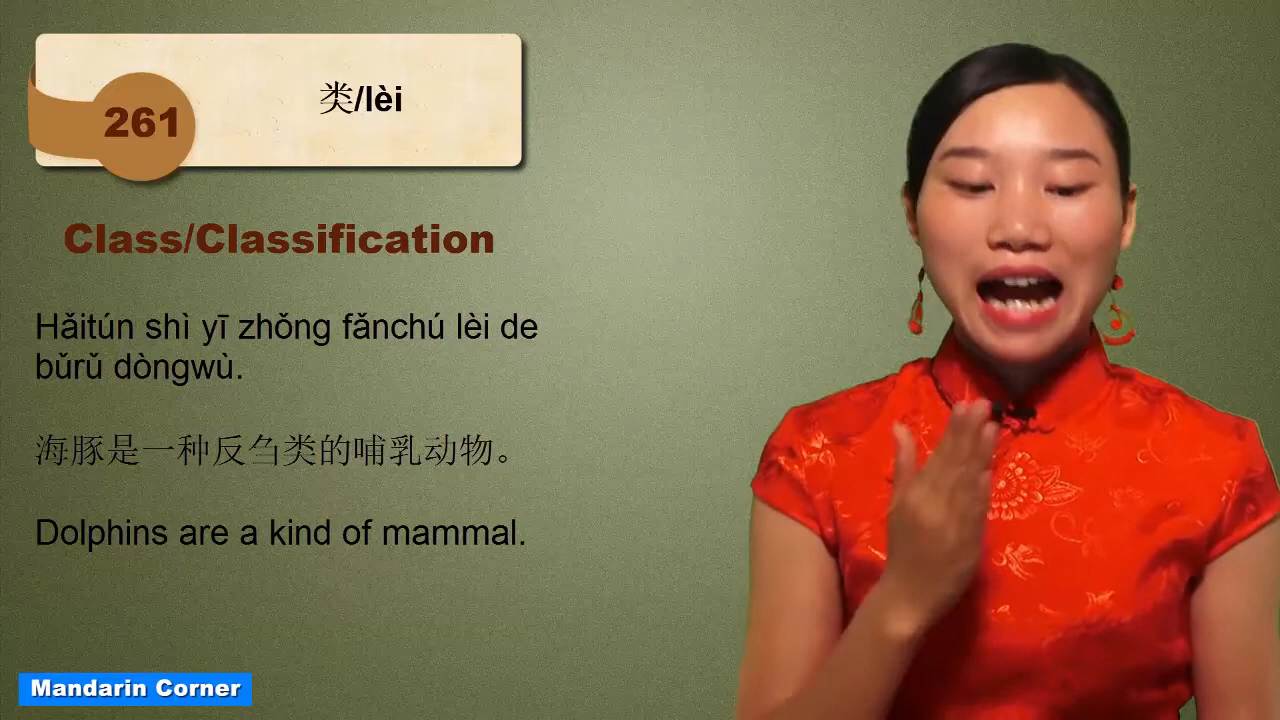 261
类/lèi
Class/Classification
Hǎitún shì yī zhǒng fǎnchú lèi de
bǔrǔ dòngwù.
海豚是一种反刍类的哺乳动物。
Dolphins are a kind of mammal.
Mandarin Corner